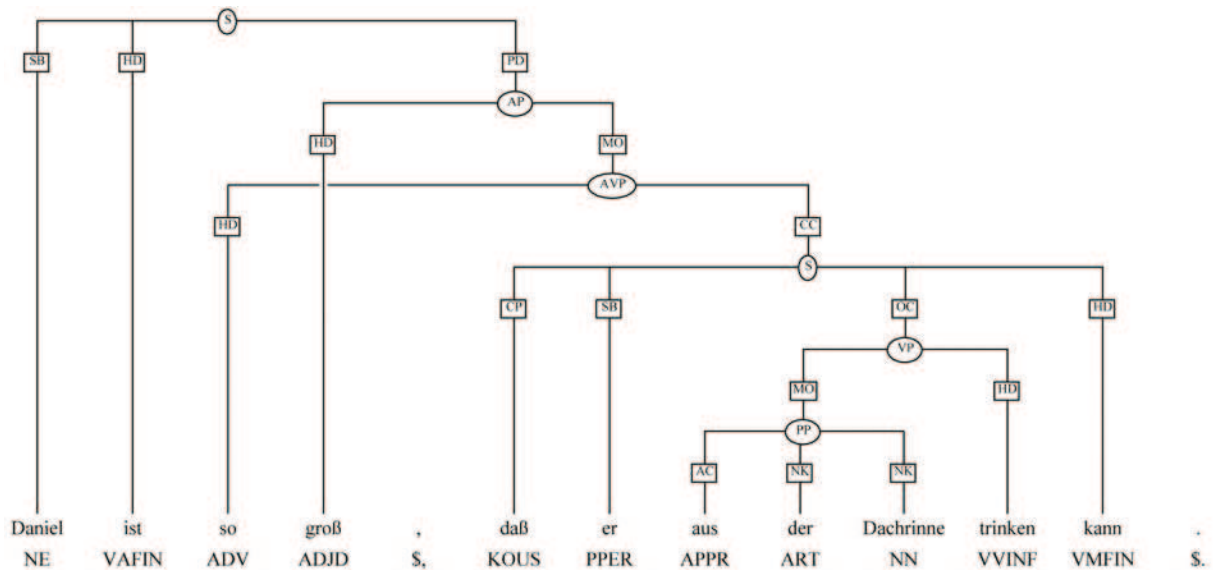 S
SB HD PD
AP
HD MO
AVP
HD CC
S
CP SB OC HD
VP
MO HD
PP
AC NK NK
Daniel ist so groß , daß er aus der Dachrinne trinken kann .
NE VAFIN ADV ADJD $, KOUS PPER APPR ART NN VVINF VMFIN $.